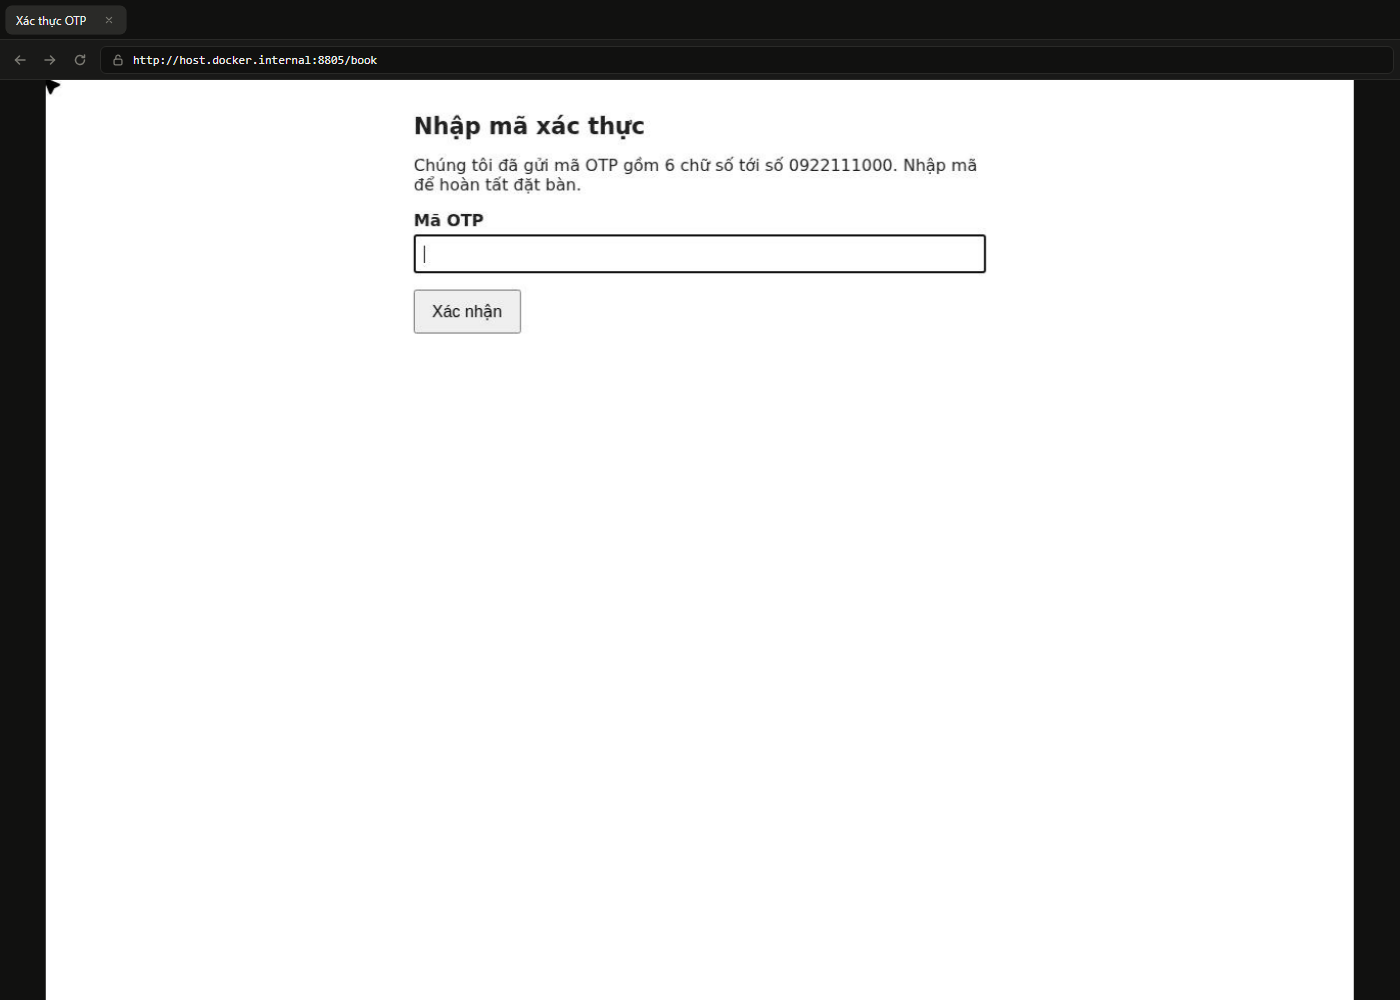 Xác thực OTP
http://host.docker.internal:8805/book
Nhập mã xác thực
Chúng tôi đã gửi mã OTP gồm 6 chữ số tới số 0922111000. Nhập mã
để hoàn tất đặt bàn.
Mã OTP
Xác nhận